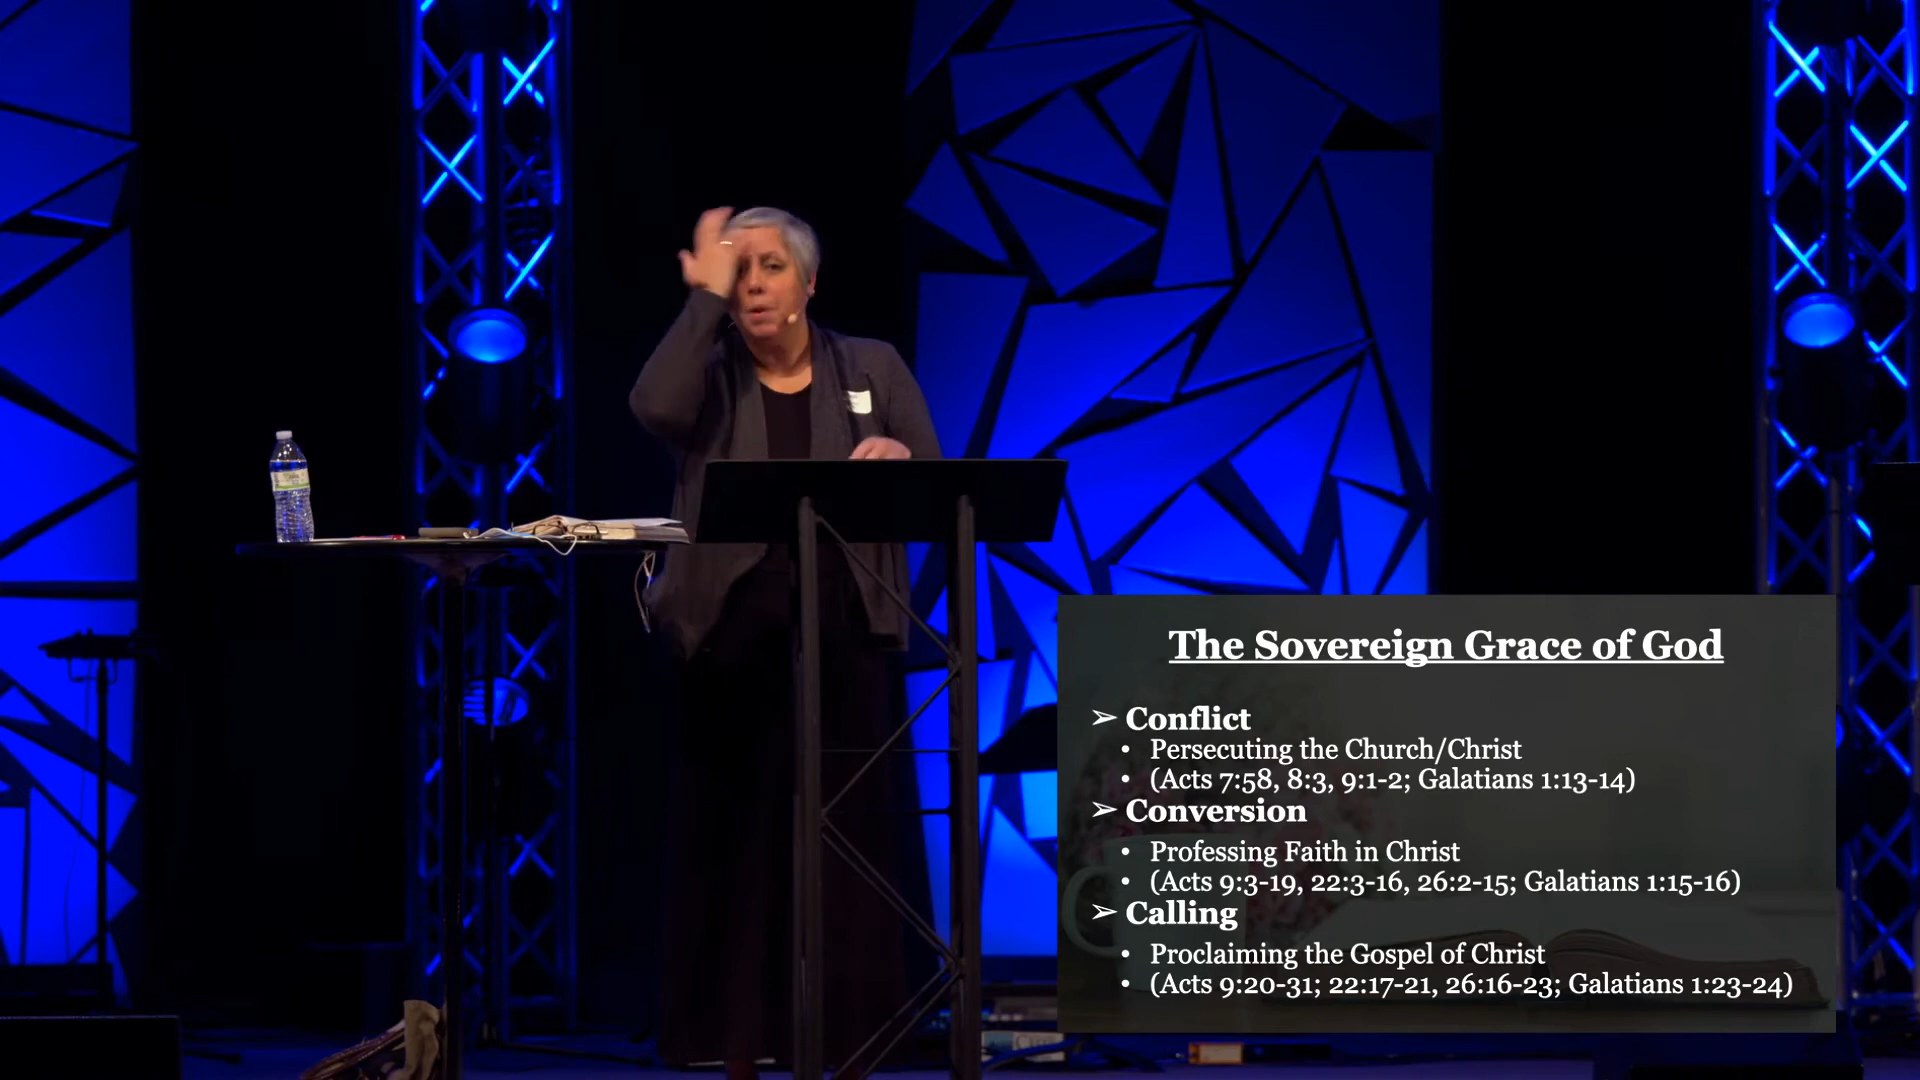 The Sovereign Grace of God
➢ Conflict
• Persecuting the Church/Christ
• (Acts 7:58, 8:3, 9:1-2; Galatians 1:13-14)
➢ Conversion
• Professing Faith in Christ
• (Acts 9:3-19, 22:3-16, 26:2-15; Galatians 1:15-16)
➢ Calling
• Proclaiming the Gospel of Christ
• (Acts 9:20-31; 22:17-21, 26:16-23; Galatians 1:23-24)